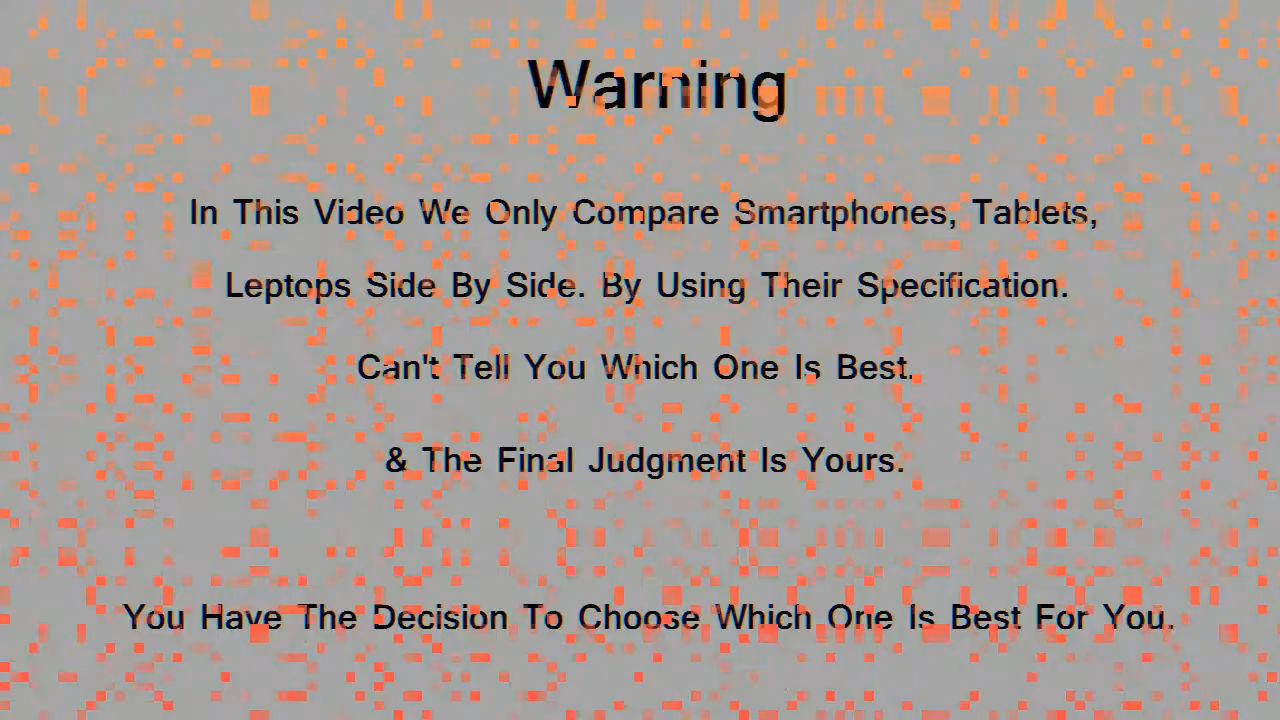 Warning
In This Video We Only Compare Smartphones, Tablets,
Leptops Side By Side. By Using Their Specification.
Can't Tell You Which One Is Best.
& The Final Judgment Is Yours.
You Have The Decision To Choose Which One Is Best For You.